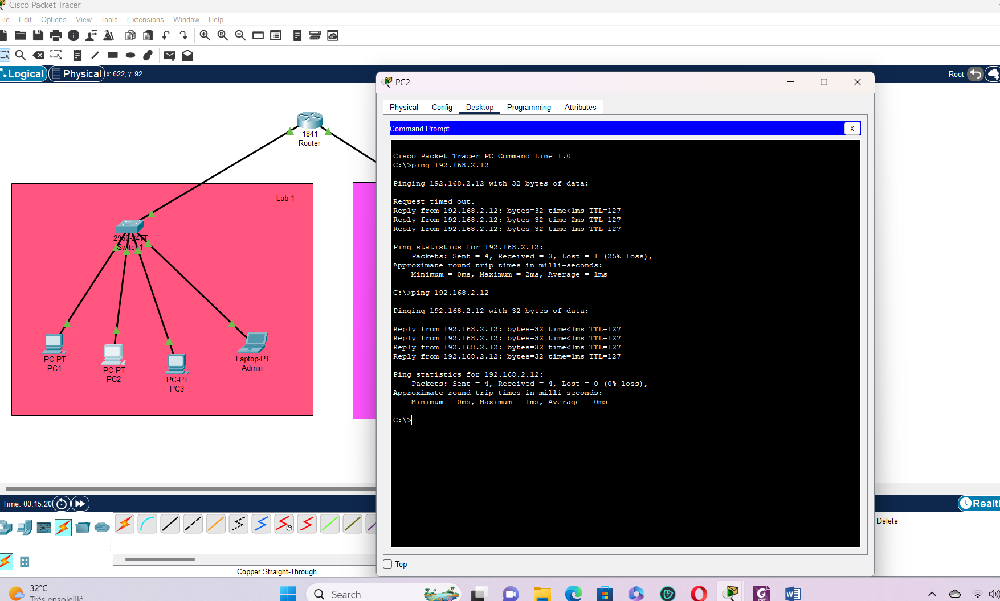 Cisco Packet Tracer
File Edit Options View Tools Extensions Window Help
Logical Physical x: 622, y: 92
Root
1841
Router
Lab 1
2960-24TT
Switch1
PC-PT
PC1
PC-PT
PC2
PC-PT
PC3
Laptop-PT
Admin
PC2
Physical Config Desktop Programming Attributes
Command Prompt
X
Cisco Packet Tracer PC Command Line 1.0
C:\>ping 192.168.2.12
Pinging 192.168.2.12 with 32 bytes of data:
Request timed out.
Reply from 192.168.2.12: bytes=32 time<1ms TTL=127
Reply from 192.168.2.12: bytes=32 time=2ms TTL=127
Reply from 192.168.2.12: bytes=32 time=1ms TTL=127
Ping statistics for 192.168.2.12:
Packets: Sent = 4, Received = 3, Lost = 1 (25% loss),
Approximate round trip times in milli-seconds:
Minimum = 0ms, Maximum = 2ms, Average = 1ms
C:\>ping 192.168.2.12
Pinging 192.168.2.12 with 32 bytes of data:
Reply from 192.168.2.12: bytes=32 time<1ms TTL=127
Reply from 192.168.2.12: bytes=32 time<1ms TTL=127
Reply from 192.168.2.12: bytes=32 time<1ms TTL=127
Reply from 192.168.2.12: bytes=32 time=1ms TTL=127
Ping statistics for 192.168.2.12:
Packets: Sent = 4, Received = 4, Lost = 0 (0% loss),
Approximate round trip times in milli-seconds:
Minimum = 0ms, Maximum = 1ms, Average = 0ms
C:\>
Top
Time: 00:15:20
Realti
Delete
Copper Straight-Through
32°C
Très ensoleillé
Search